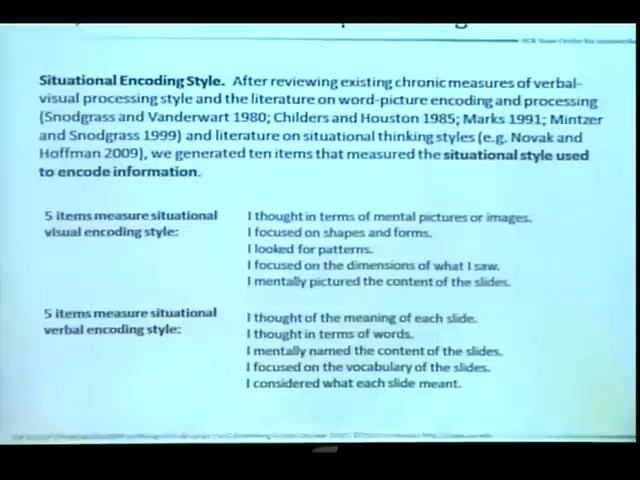 Situational Encoding Style. After reviewing existing chronic measures of verbal-
visual processing style and the literature on word-picture encoding and processing
(Snodgrass and Vanderwart 1980; Childers and Houston 1985; Marks 1991; Mintzer
and Snodgrass 1999) and literature on situational thinking styles (e.g. Novak and
Hoffman 2009), we generated ten items that measured the situational style used
to encode information.
5 items measure situational
visual encoding style:
I thought in terms of mental pictures or images.
I focused on shapes and forms.
I looked for patterns.
I focused on the dimensions of what I saw.
I mentally pictured the content of the slides.
5 items measure situational
verbal encoding style:
I thought of the meaning of each slide.
I thought in terms of words.
I mentally named the content of the slides.
I focused on the vocabulary of the slides.
I considered what each slide meant.